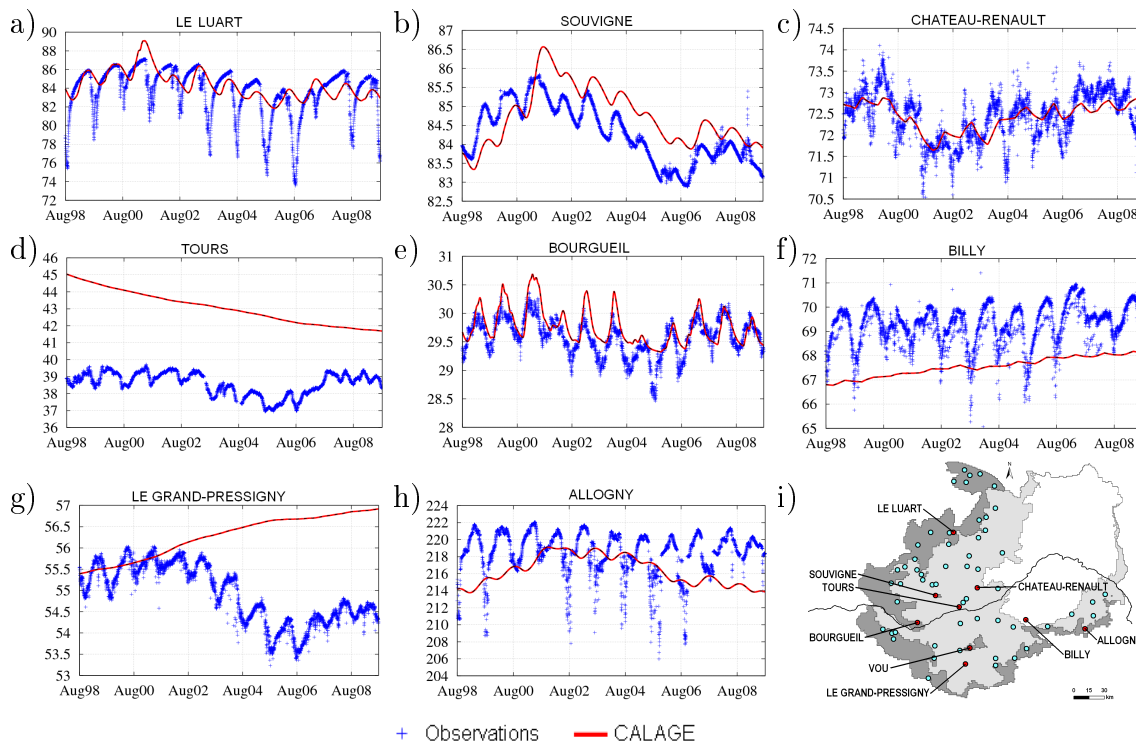 a)
LE LUART
90
88
86
84
82
80
78
76
74
72
Aug98 Aug00 Aug02 Aug04 Aug06 Aug08
b)
SOUVIGNE
87
86.5
86
85.5
85
84.5
84
83.5
83
82.5
Aug98 Aug00 Aug02 Aug04 Aug06 Aug08
c)
CHATEAU-RENAULT
74.5
73.5
73
72.5
72
71.5
71
70.5
Aug98 Aug00 Aug02 Aug04 Aug06 Aug08
d)
TOURS
46
45
44
43
42
41
40
39
38
37
36
Aug98 Aug00 Aug02 Aug04 Aug06 Aug08
e)
BOURGUEIL
31
30.5
30
29.5
29
28.5
28
Aug98 Aug00 Aug02 Aug04 Aug06 Aug08
f)
BILLY
72
71
70
69
68
67
66
65
Aug98 Aug00 Aug02 Aug04 Aug06 Aug08
g)
LE GRAND-PRESSIGNY
57
56.5
56
55.5
55
54.5
54
53.5
53
Aug98 Aug00 Aug02 Aug04 Aug06 Aug08
h)
ALLOGNY
224
222
220
218
216
214
212
210
208
206
204
Aug98 Aug00 Aug02 Aug04 Aug06 Aug08
i)
N
LE LUART
SOUVIGNE
TOURS
CHATEAU-RENAULT
BOURGUEIL
ALLOGN
BILLY
VOU
LE GRAND-PRESSIGNY
0 15 30
km
Observations CALAGE